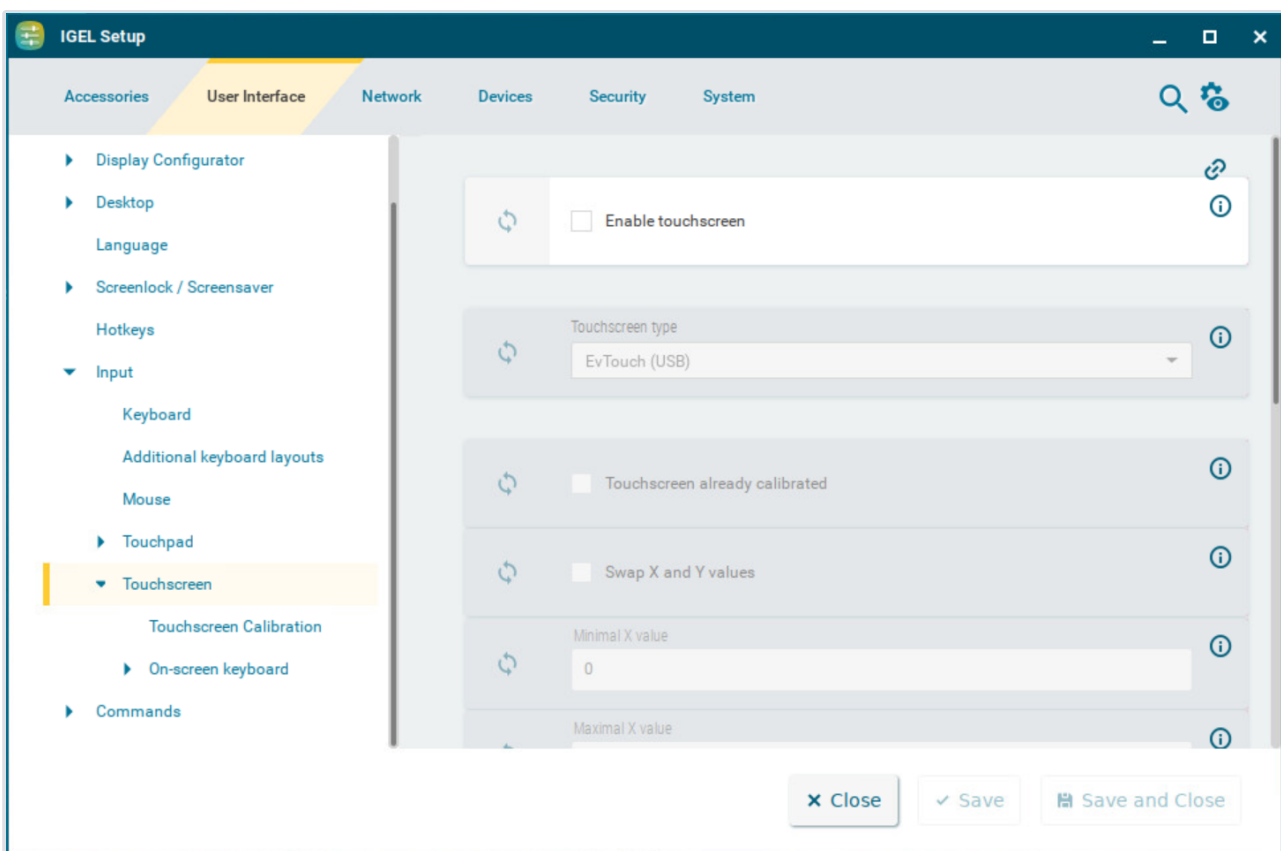 IGEL Setup
Accessories
User Interface
Network
Devices
Security
System
Display Configurator
Desktop
Language
Screenlock / Screensaver
Hotkeys
Input
Keyboard
Additional keyboard layouts
Mouse
Touchpad
Touchscreen
Touchscreen Calibration
On-screen keyboard
Commands
Enable touchscreen
Touchscreen type
EvTouch (USB)
Touchscreen already calibrated
Swap X and Y values
Minimal X value
0
Maximal X value
Close
Save
Save and Close